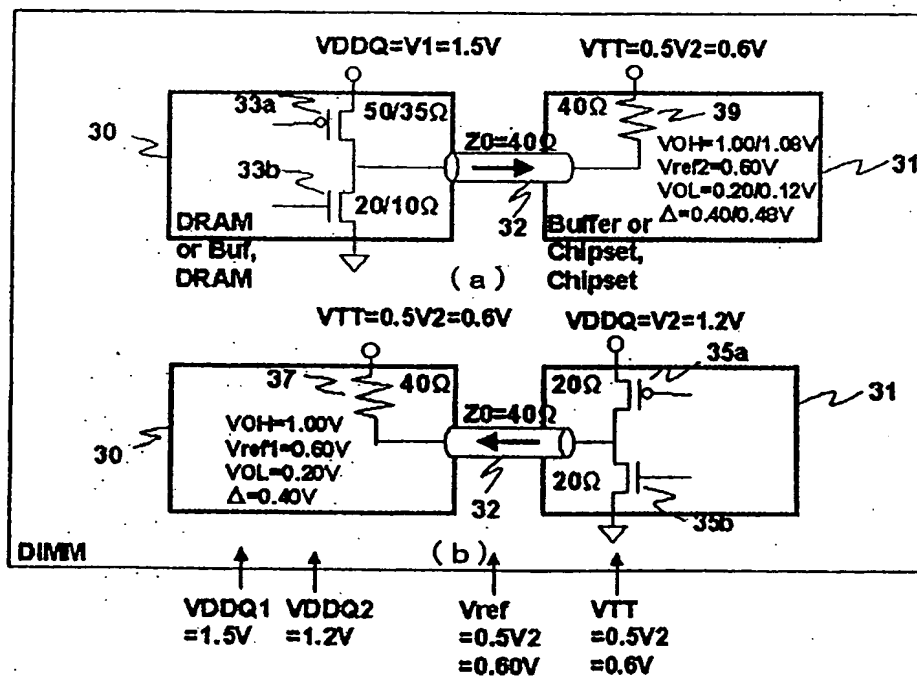 VDDQ=V1=1.5V
VTT=0.5V2=0.6V
33a
50/35Ω
40Ω
39
30
Z0=40Ω
VOH=1.00/1.08V
31
33b
Vref2=0.60V
VOL=0.20/0.12V
20/10Ω
32
Δ=0.40/0.48V
DRAM
or Buf,
DRAM
Buffer or
Chipset,
Chipset
(a)
VTT=0.5V2=0.6V
VDDQ=V2=1.2V
35a
37
40Ω
20Ω
31
Z0=40Ω
VOH=1.00V
Vref1=0.60V
30
VOL=0.20V
20Ω
Δ=0.40V
32
35b
DIMM
(b)
VDDQ1
=1.5V
VDDQ2
=1.2V
Vref
=0.5V2
=0.60V
VTT
=0.5V2
=0.6V